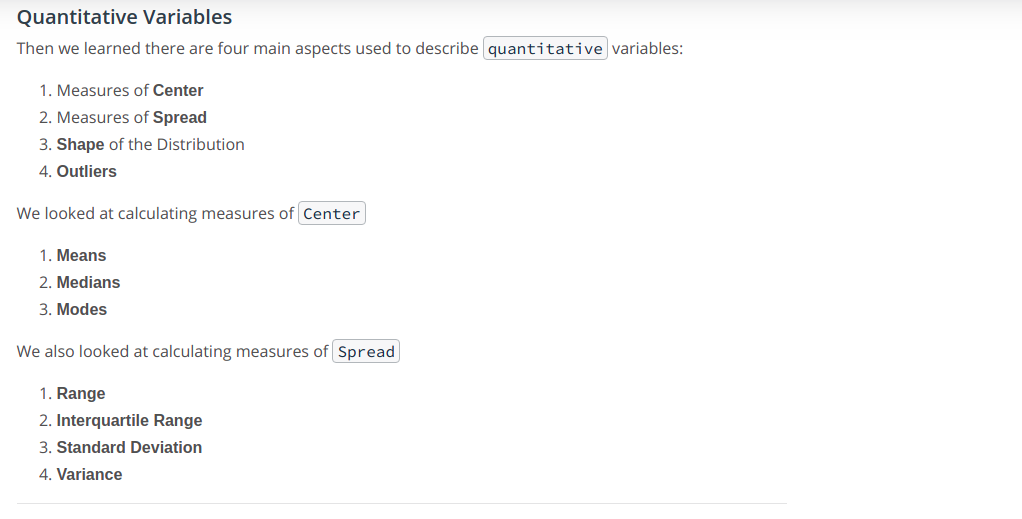 Quantitative Variables
Then we learned there are four main aspects used to describe quantitative variables:
1. Measures of Center
2. Measures of Spread
3. Shape of the Distribution
4. Outliers
We looked at calculating measures of Center
1. Means
2. Medians
3. Modes
We also looked at calculating measures of Spread
1. Range
2. Interquartile Range
3. Standard Deviation
4. Variance